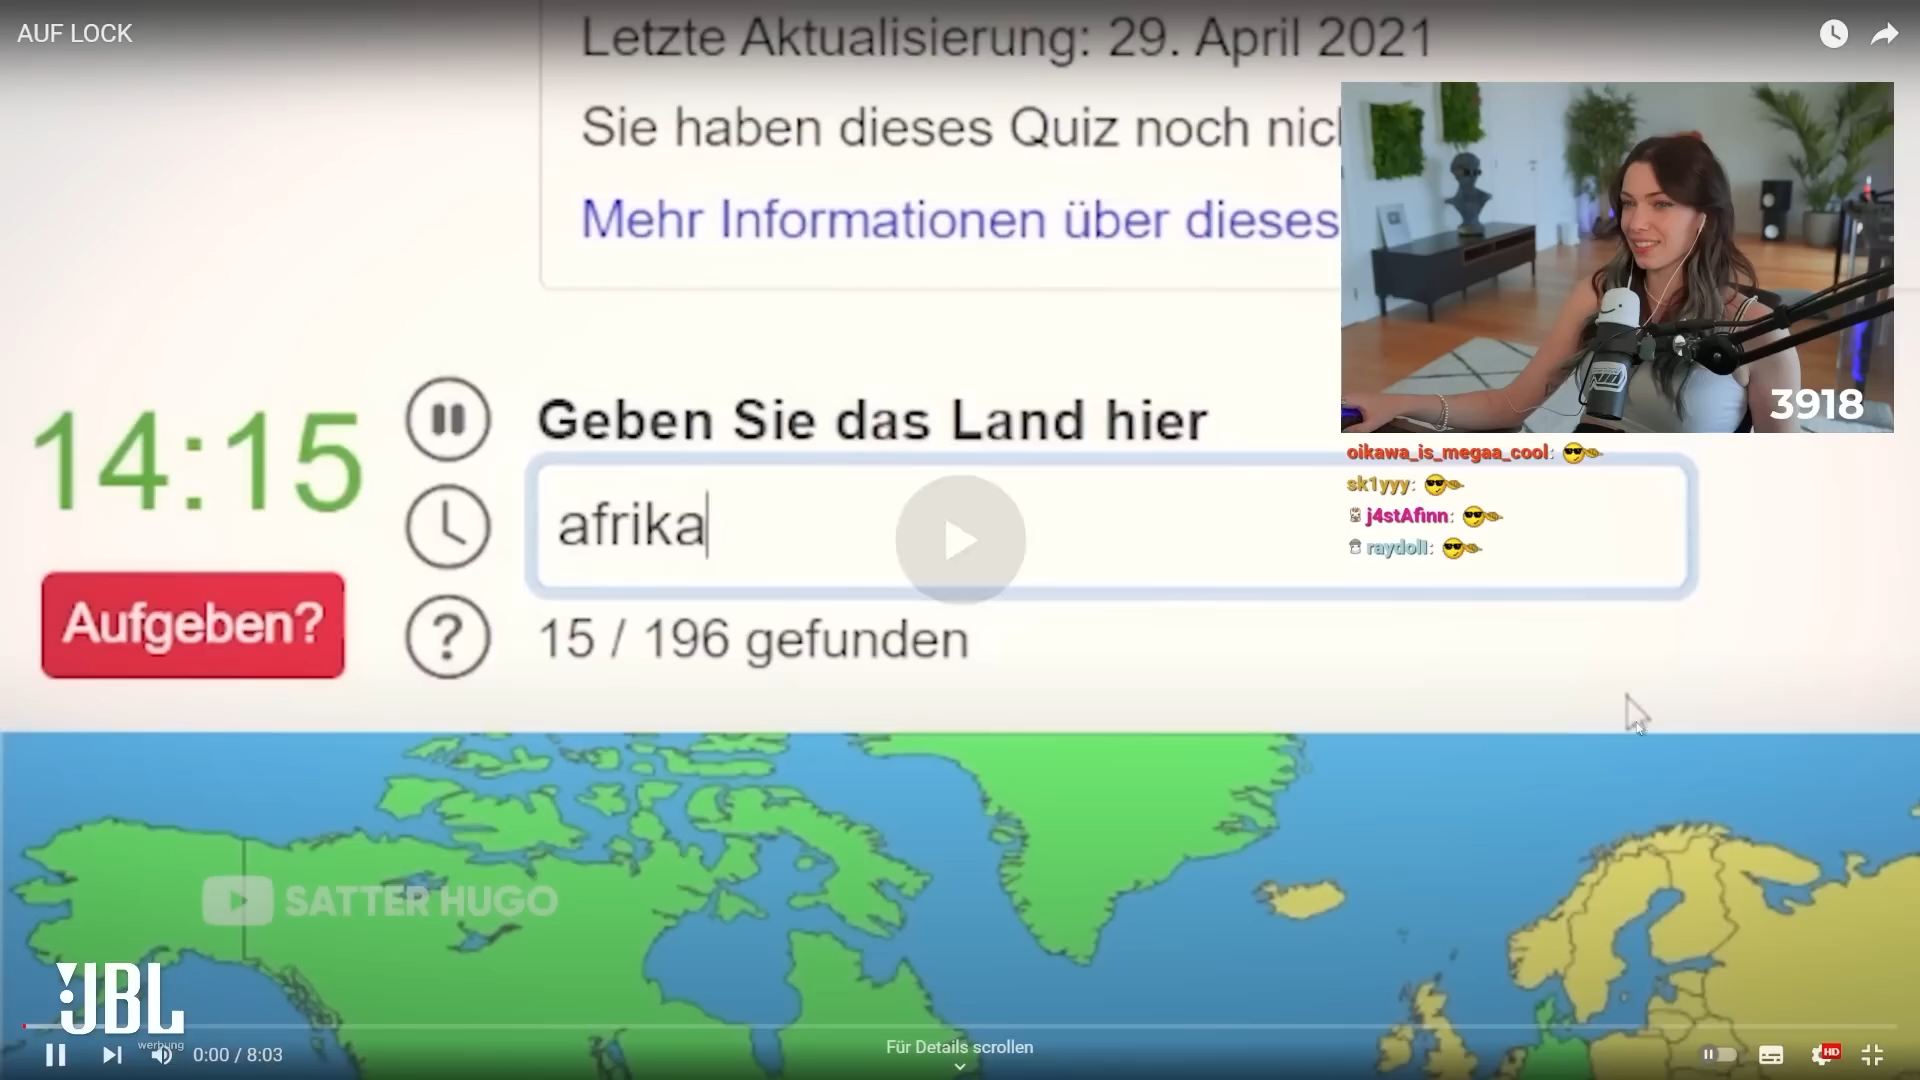 AUF LOCK
Letzte Aktualisierung: 29. April 2021
Sie haben dieses Quiz noch nic
Mehr Informationen über dieses
14:15
Geben Sie das Land hier
afrika
Aufgeben?
?
15 / 196 gefunden
3918
oikawa_is_megaa_cool:
sk1yyy:
j4stAfinn:
raydoll:
SATTER HUGO
JBL
werbung
0:00 / 8:03
Für Details scrollen
HD